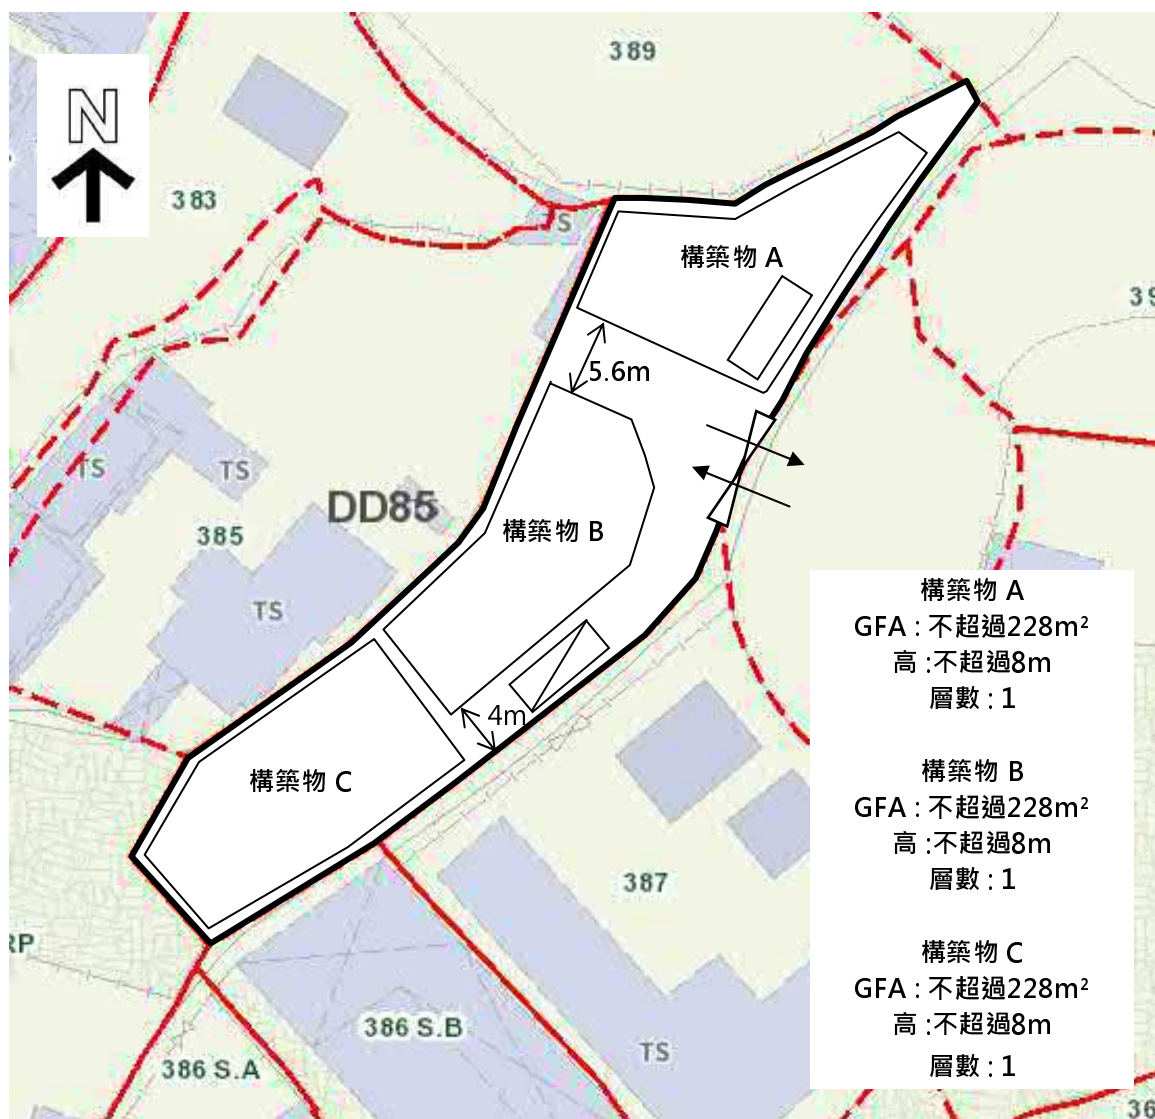 389
N
383
TS
構築物 A
39
5.6m
TS
TS
DD85
385
構築物 B
TS
構築物 A
GFA : 不超過228m²
高 :不超過8m
層數 : 1
4m
構築物 C
構築物 B
GFA : 不超過228m²
高 :不超過8m
層數 : 1
387
RP
構築物 C
GFA : 不超過228m²
高 :不超過8m
層數 : 1
386 S.B
TS
386 S.A
36